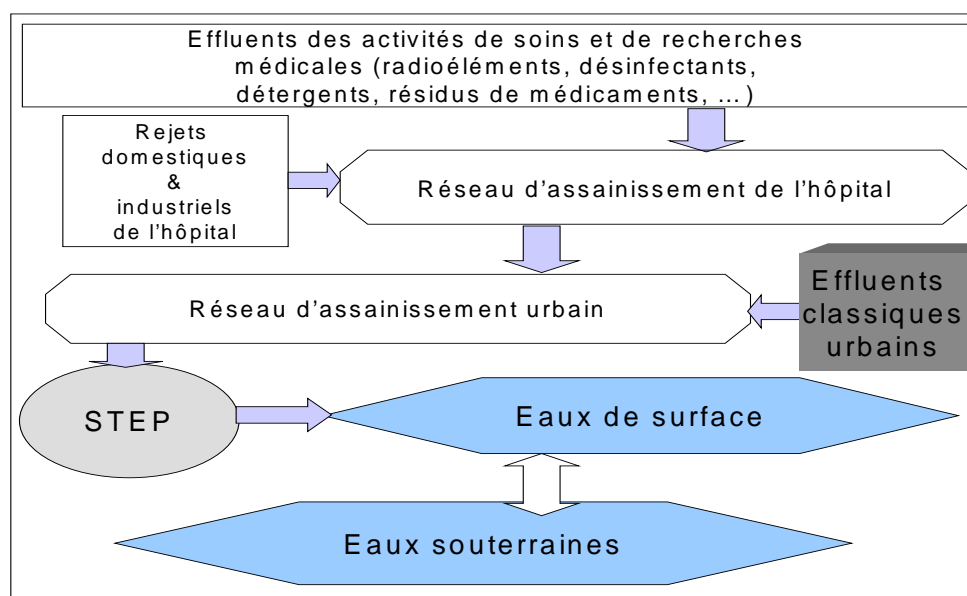 Effluents des activités de soins et de recherches
médicales (radioéléments, désinfectants,
détergents, résidus de médicaments, ...)
Rejets
domestiques
&
industriels
de l'hôpital
Réseau d'assainissement de l'hôpital
Réseau d'assainissement urbain
Effluents
classiques
urbains
STEP
Eaux de surface
Eaux souterraines